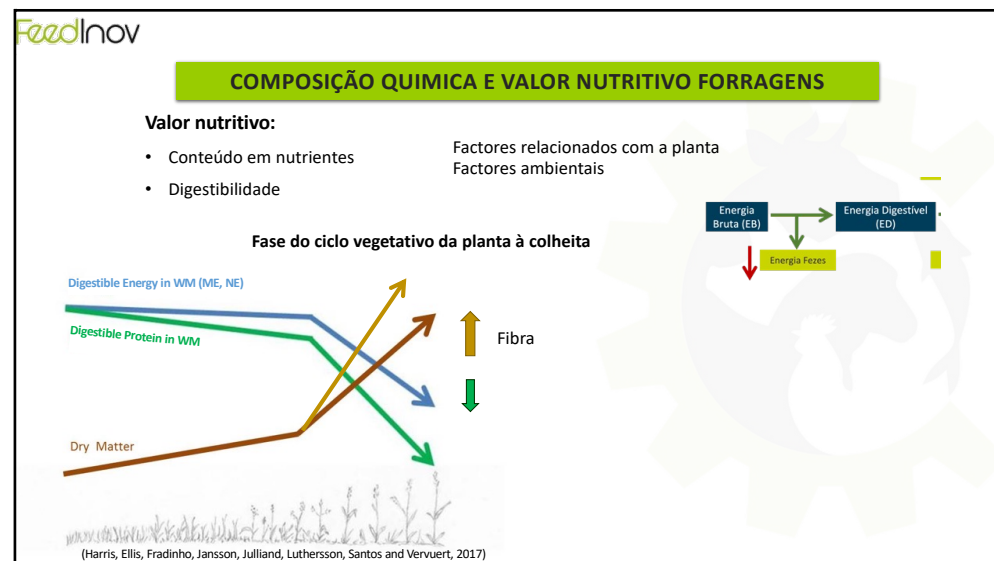 FeedInov
COMPOSIÇÃO QUIMICA E VALOR NUTRITIVO FORRAGENS
Valor nutritivo:
• Conteúdo em nutrientes
• Digestibilidade
Factores relacionados com a planta
Factores ambientais
Energia
Bruta (EB)
Energia Digestível
(ED)
Energia Fezes
Fase do ciclo vegetativo da planta à colheita
Digestible Energy in WM (ME, NE)
Digestible Protein in WM
Fibra
Dry Matter
(Harris, Ellis, Fradinho, Jansson, Julliand, Luthersson, Santos and Vervuert, 2017)